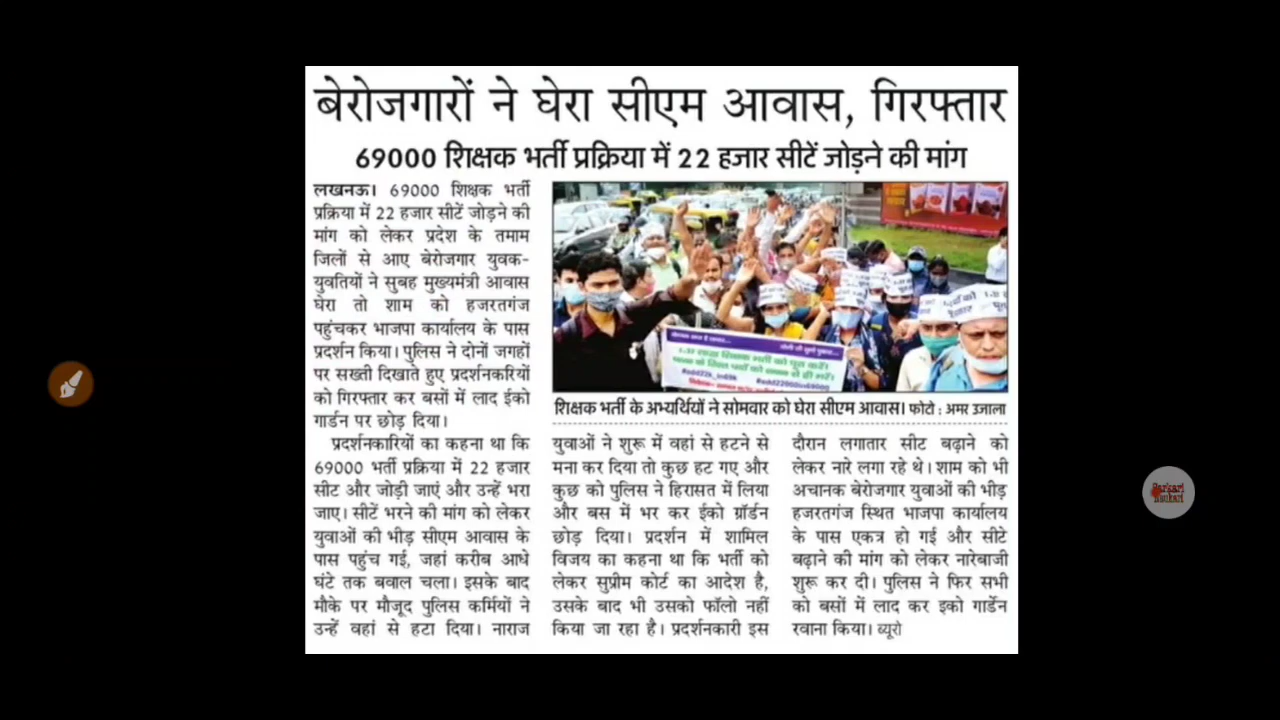 बेरोजगारों ने घेरा सीएम आवास, गिरफ्तार
69000 शिक्षक भर्ती प्रक्रिया में 22 हजार सीटें जोड़ने की मांग
लखनऊ। 69000 शिक्षक भर्ती
प्रक्रिया में 22 हजार सीटें जोड़ने की
मांग को लेकर प्रदेश के तमाम
जिलों से आए बेरोजगार युवक-
युवतियों ने सुबह मुख्यमंत्री आवास
घेरा तो शाम को हजरतगंज
पहुंचकर भाजपा कार्यालय के पास
प्रदर्शन किया। पुलिस ने दोनों जगहों
पर सख्ती दिखाते हुए प्रदर्शनकरियों
को गिरफ्तार कर बसों में लाद ईको
गार्डन पर छोड़ दिया।
प्रदर्शनकारियों का कहना था कि
69000 भर्ती प्रक्रिया में 22 हजार
सीट और जोड़ी जाएं और उन्हें भरा
जाए। सीटें भरने की मांग को लेकर
युवाओं की भीड़ सीएम आवास के
पास पहुंच गई, जहां करीब आधे
घंटे तक बवाल चला। इसके बाद
मौके पर मौजूद पुलिस कर्मियों ने
उन्हें वहां से हटा दिया। नाराज
#add22k_in69k
#add22000in69000
शिक्षक भर्ती के अभ्यर्थियों ने सोमवार को घेरा सीएम आवास। फोटो : अमर उजाला
युवाओं ने शुरू में वहां से हटने से
मना कर दिया तो कुछ हट गए और
कुछ को पुलिस ने हिरासत में लिया
और बस में भर कर ईको ग्रॉर्डन
छोड़ दिया। प्रदर्शन में शामिल
विजय का कहना था कि भर्ती को
लेकर सुप्रीम कोर्ट का आदेश है,
उसके बाद भी उसको फॉलो नहीं
किया जा रहा है। प्रदर्शनकारी इस
दौरान लगातार सीट बढ़ाने को
लेकर नारे लगा रहे थे। शाम को भी
अचानक बेरोजगार युवाओं की भीड़
हजरतगंज स्थित भाजपा कार्यालय
के पास एकत्र हो गई और सीटे
बढ़ाने की मांग को लेकर नारेबाजी
शुरू कर दी। पुलिस ने फिर सभी
को बसों में लाद कर इको गार्डेन
रवाना किया। ब्यूरो
Sarkari
Naukari